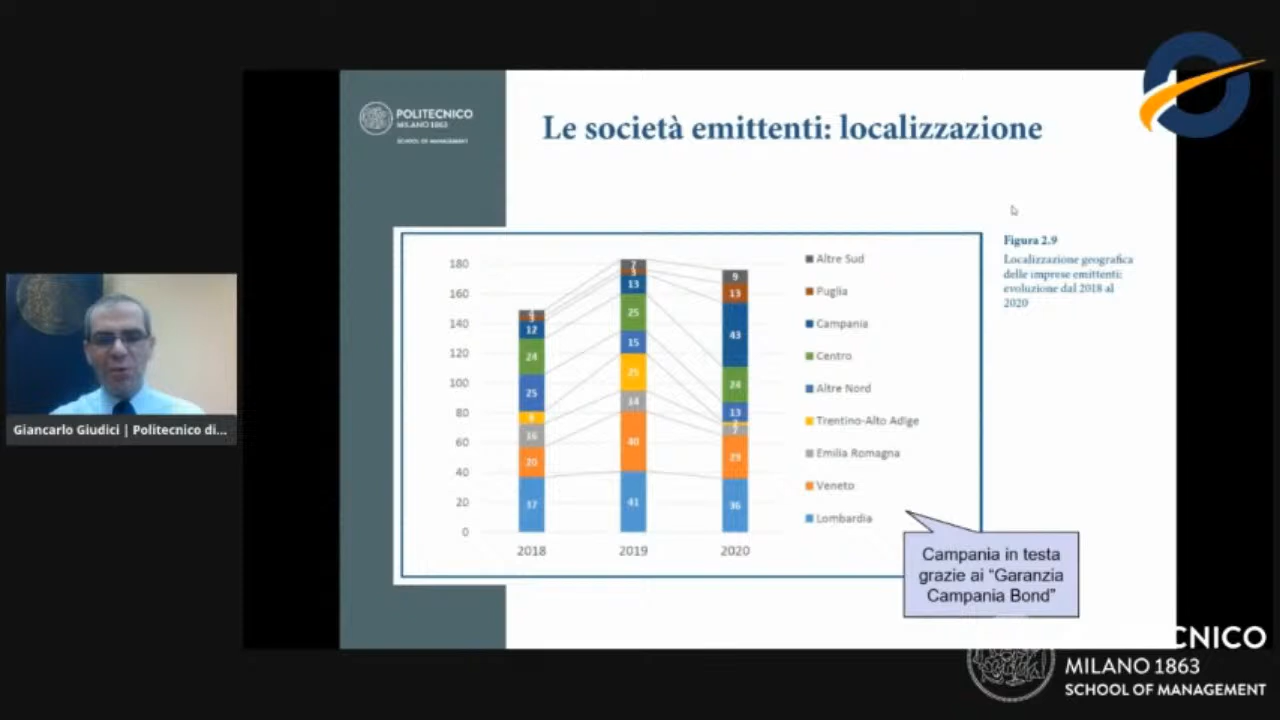 POLITECNICO
MILANO 1863
SCHOOL OF MANAGEMENT
Le società emittenti: localizzazione
Figura 2.9
Localizzazione geografica
delle imprese emittenti:
evoluzione dal 2018 al
2020
180
160
140
120
100
80
60
40
20
0
12
24
25
16
20
37
7
13
25
15
25
14
40
41
9
13
43
24
13
7
29
36
2018
2019
2020
Altre Sud
Puglia
Campania
Centro
Altre Nord
Trentino-Alto Adige
Emilia Romagna
Veneto
Lombardia
Campania in testa
grazie ai “Garanzia
Campania Bond”
Giancarlo Giudici | Politecnico di...
CNICO
MILANO 1863
SCHOOL OF MANAGEMENT